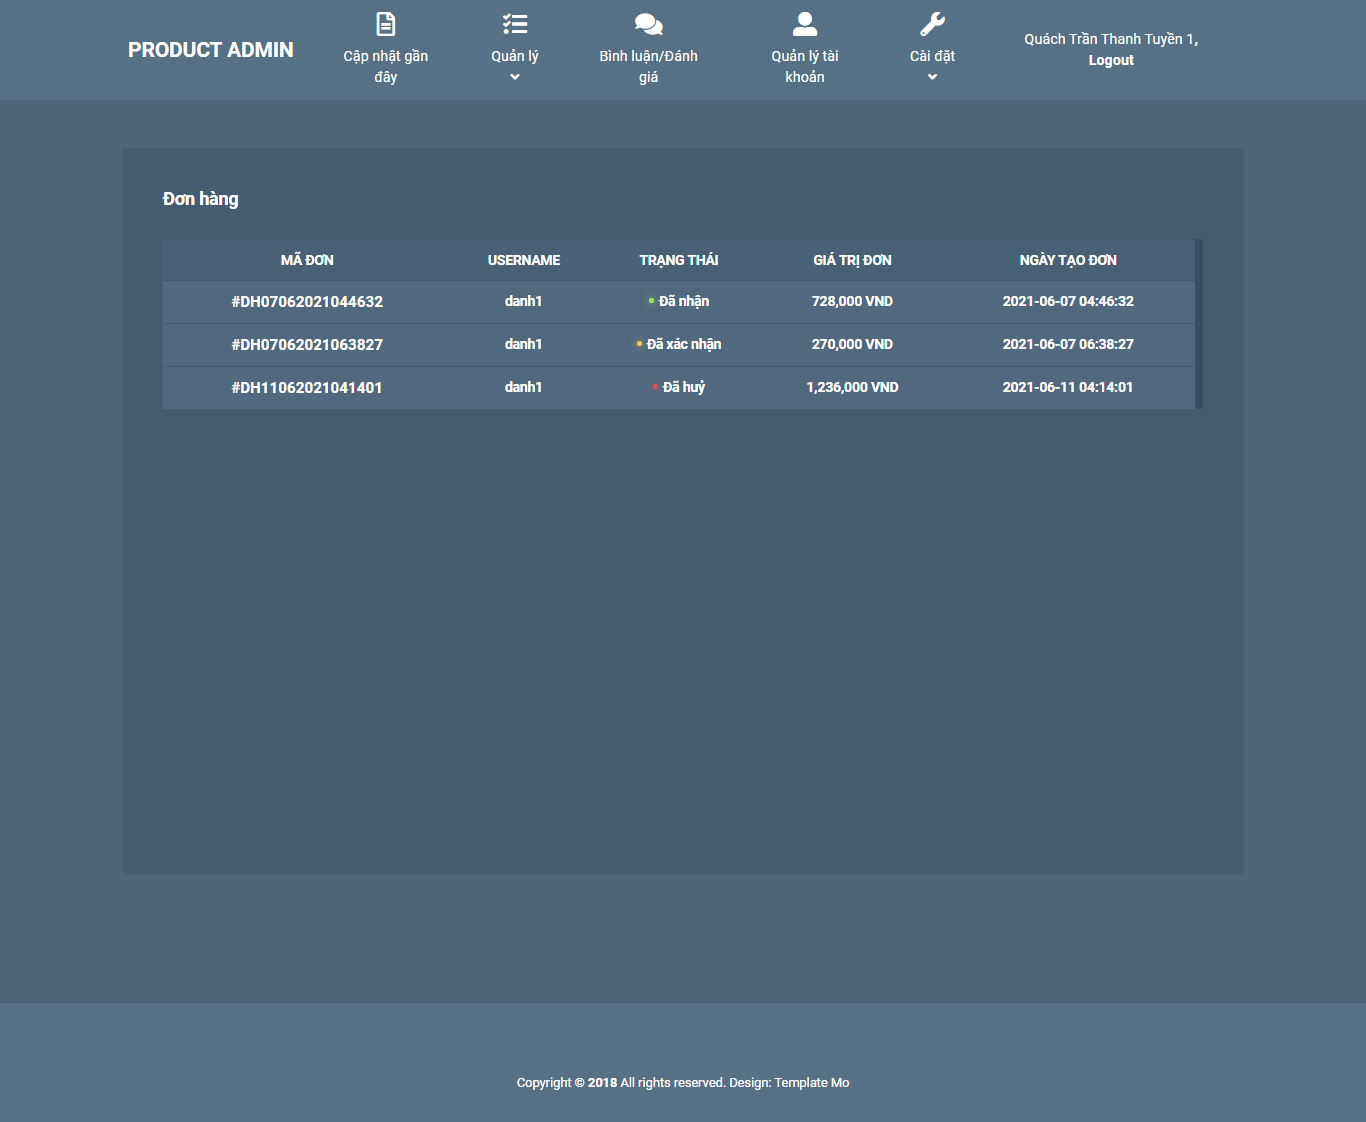 PRODUCT ADMIN
Cập nhật gần
đây
Quản lý
Bình luận/Đánh
giá
Quản lý tài
khoản
Cài đặt
Quách Trần Thanh Tuyền 1,
Logout
Đơn hàng
MÃ ĐƠN USERNAME TRẠNG THÁI GIÁ TRỊ ĐƠN NGÀY TẠO ĐƠN
#DH07062021044632 danh1 Đã nhận 728,000 VND 2021-06-07 04:46:32
#DH07062021063827 danh1 Đã xác nhận 270,000 VND 2021-06-07 06:38:27
#DH11062021041401 danh1 Đã huỷ 1,236,000 VND 2021-06-11 04:14:01
Copyright © 2018 All rights reserved. Design: Template Mo